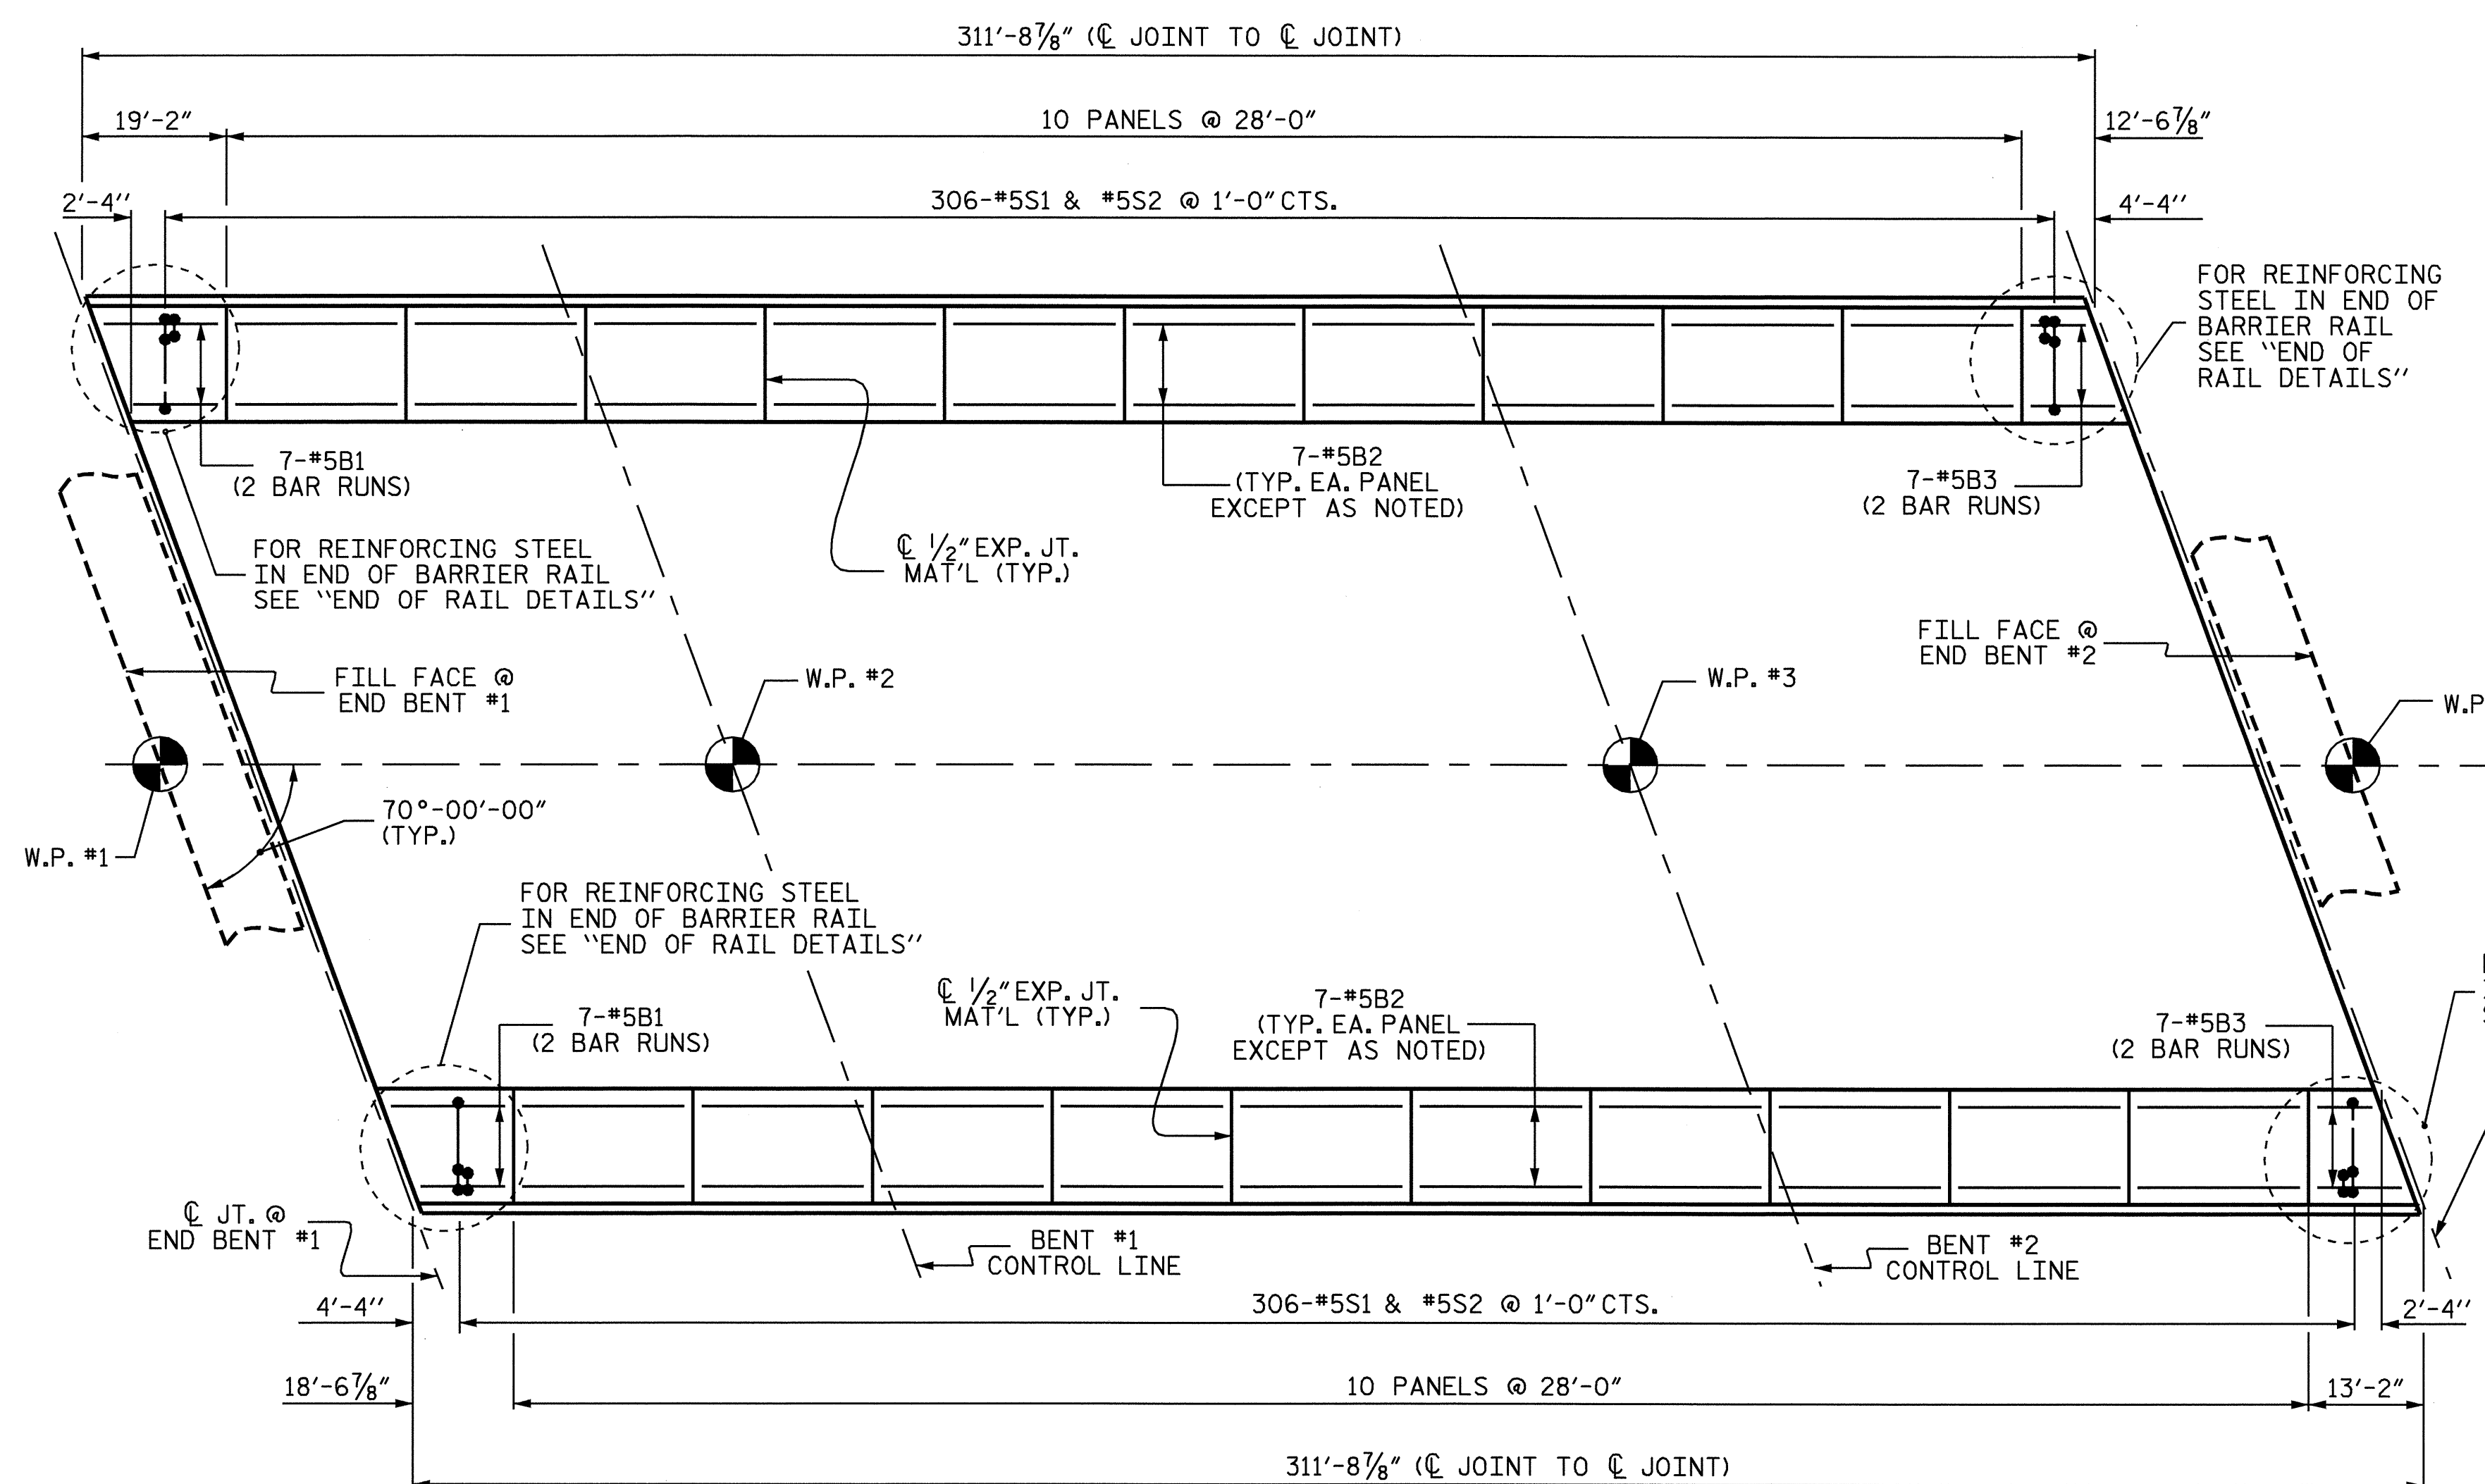 311'-8⅞" (℄ JOINT TO ℄ JOINT)
19'-2"
10 PANELS @ 28'-0"
12'-6⅞"
2'-4"
306-#5S1 & #5S2 @ 1'-0" CTS.
4'-4"
FOR REINFORCING
STEEL IN END OF
BARRIER RAIL
SEE "END OF
RAIL DETAILS"
7-#5B1
(2 BAR RUNS)
7-#5B2
(TYP. EA. PANEL
EXCEPT AS NOTED)
7-#5B3
(2 BAR RUNS)
FOR REINFORCING STEEL
IN END OF BARRIER RAIL
SEE "END OF RAIL DETAILS"
℄ ½" EXP. JT.
MAT'L (TYP.)
FILL FACE @
END BENT #1
W.P. #2
W.P. #3
FILL FACE @
END BENT #2
W.P
70°-00'-00"
(TYP.)
W.P. #1
FOR REINFORCING STEEL
IN END OF BARRIER RAIL
SEE "END OF RAIL DETAILS"
7-#5B1
(2 BAR RUNS)
℄ ½" EXP. JT.
MAT'L (TYP.)
7-#5B2
(TYP. EA. PANEL
EXCEPT AS NOTED)
7-#5B3
(2 BAR RUNS)
℄ JT. @
END BENT #1
BENT #1
CONTROL LINE
BENT #2
CONTROL LINE
4'-4"
306-#5S1 & #5S2 @ 1'-0" CTS.
2'-4"
18'-6⅞"
10 PANELS @ 28'-0"
13'-2"
311'-8⅞" (℄ JOINT TO ℄ JOINT)